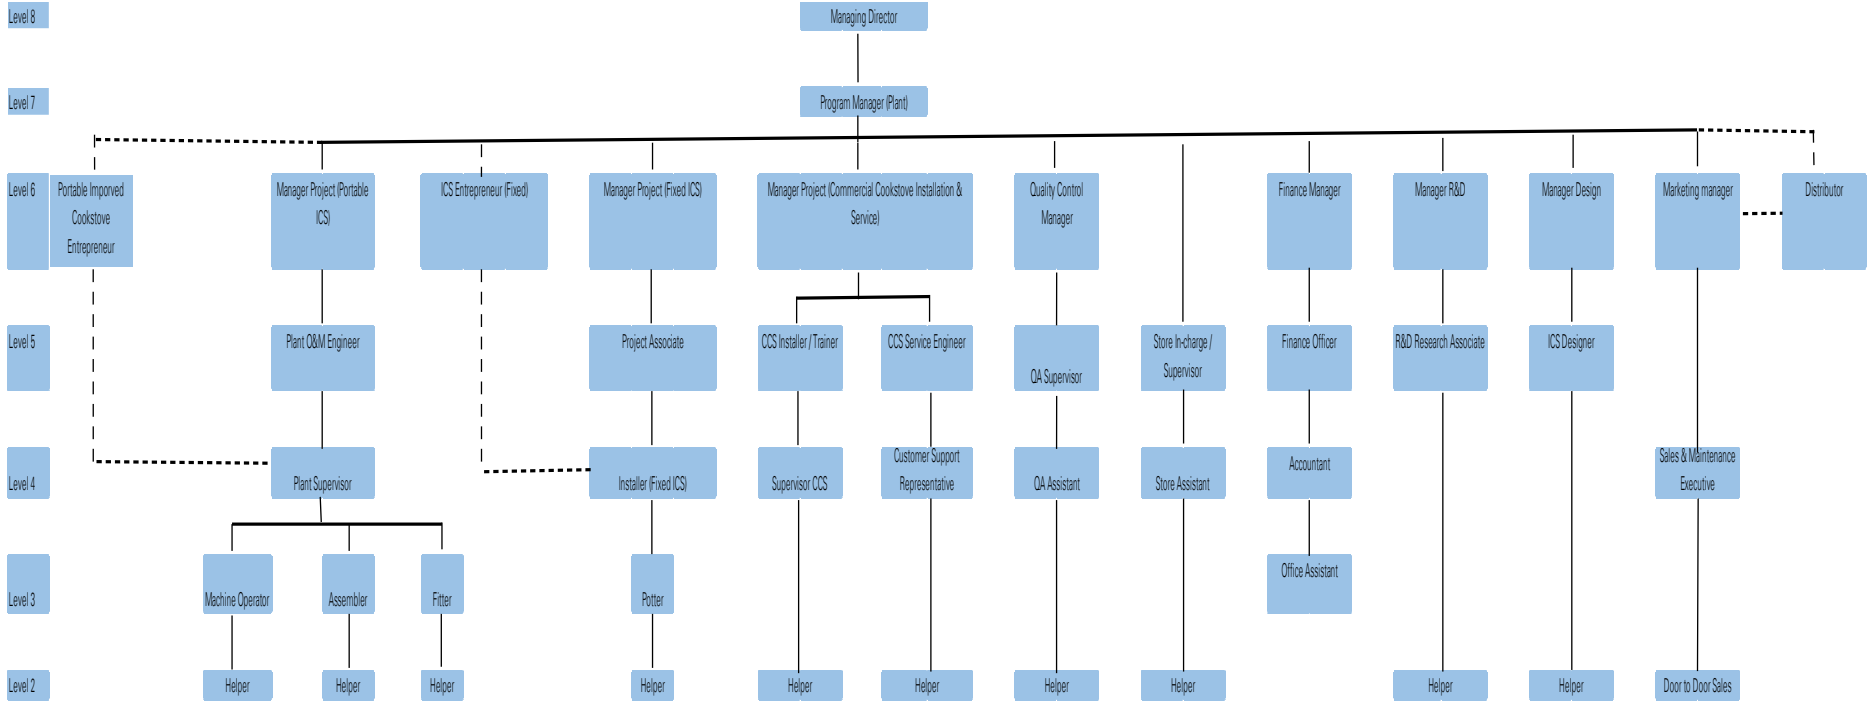 Level 8
Managing Director
Level 7
Program Manager (Plant)
Level 6
Portable Imporved
Cookstove
Entrepreneur
Manager Project (Portable
ICS)
ICS Entrepreneur (Fixed)
Manager Project (Fixed ICS)
Manager Project (Commercial Cookstove Installation &
Service)
Quality Control
Manager
Finance Manager
Manager R&D
Manager Design
Marketing manager
Distributor
Level 5
Plant O&M Engineer
Project Associate
CCS Installer / Trainer
CCS Service Engineer
QA Supervisor
Store In-charge /
Supervisor
Finance Officer
R&D Research Associate
ICS Designer
Level 4
Plant Supervisor
Installer (Fixed ICS)
Supervisor CCS
Customer Support
Representative
QA Assistant
Store Assistant
Accountant
Sales & Maintenance
Executive
Level 3
Machine Operator
Assembler
Fitter
Potter
Office Assistant
Level 2
Helper
Helper
Helper
Helper
Helper
Helper
Helper
Helper
Helper
Helper
Door to Door Sales